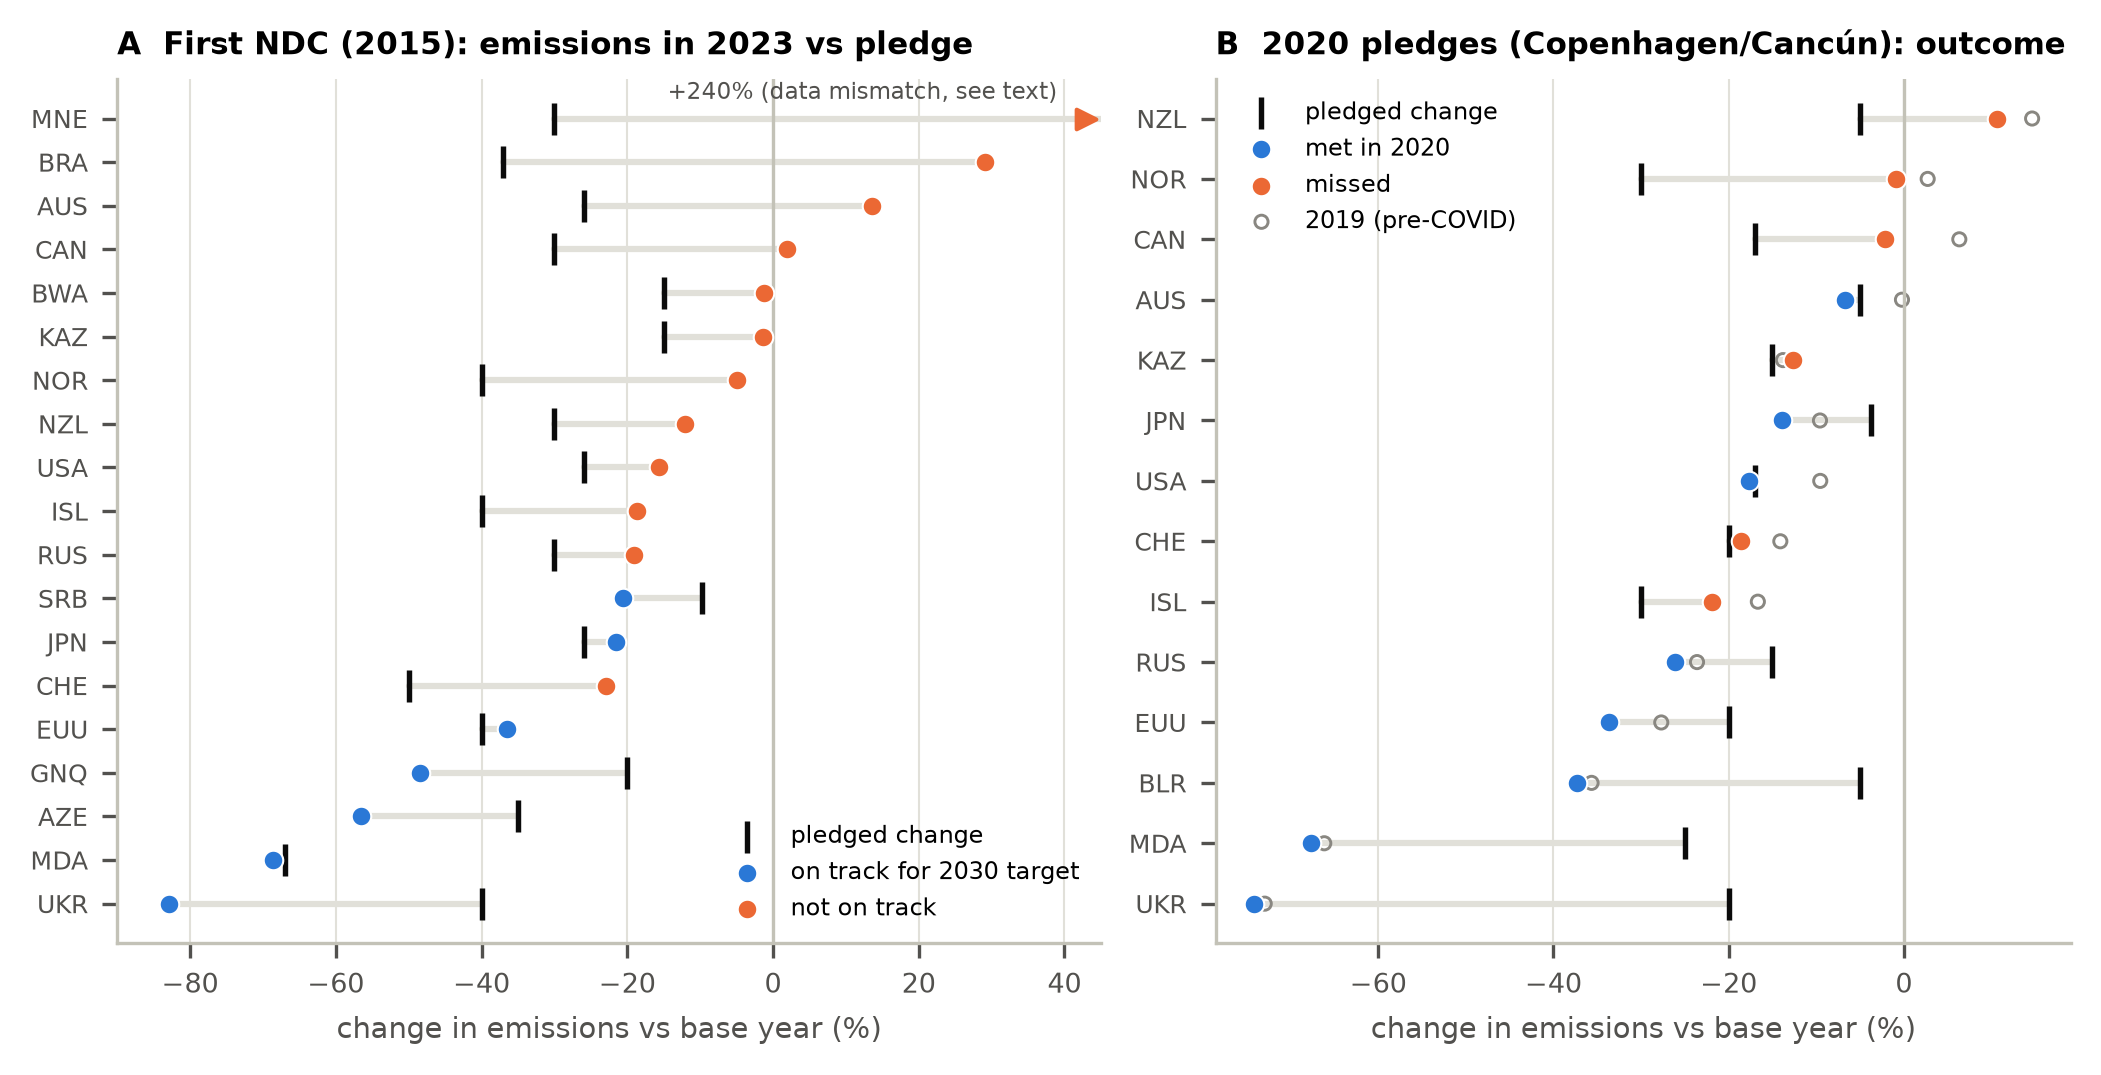 A First NDC (2015): emissions in 2023 vs pledge
+240% (data mismatch, see text)
MNE
BRA
AUS
CAN
BWA
KAZ
NOR
NZL
USA
ISL
RUS
SRB
JPN
CHE
EUU
GNQ
AZE
MDA
UKR
pledged change
on track for 2030 target
not on track
−80 −60 −40 −20 0 20 40
change in emissions vs base year (%)
B 2020 pledges (Copenhagen/Cancún): outcome
pledged change
met in 2020
missed
2019 (pre-COVID)
NZL
NOR
CAN
AUS
KAZ
JPN
USA
CHE
ISL
RUS
EUU
BLR
MDA
UKR
−60 −40 −20 0
change in emissions vs base year (%)